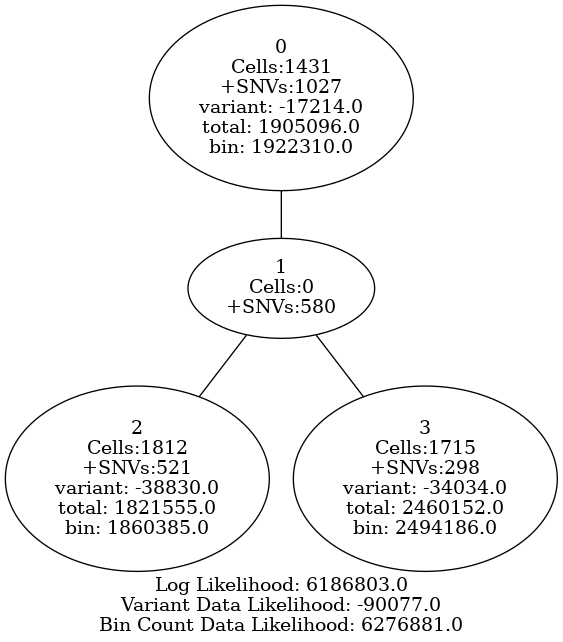 0
Cells:1431
+SNVs:1027
variant: -17214.0
total: 1905096.0
bin: 1922310.0
1
Cells:0
+SNVs:580
2
Cells:1812
+SNVs:521
variant: -38830.0
total: 1821555.0
bin: 1860385.0
3
Cells:1715
+SNVs:298
variant: -34034.0
total: 2460152.0
bin: 2494186.0
Log Likelihood: 6186803.0
Variant Data Likelihood: -90077.0
Bin Count Data Likelihood: 6276881.0